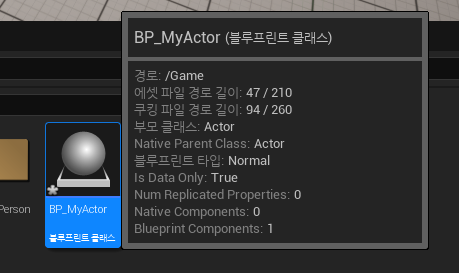 BP_MyActor (블루프린트 클래스)
경로: /Game
에셋 파일 경로 길이: 47 / 210
쿠킹 파일 경로 길이: 94 / 260
부모 클래스: Actor
Native Parent Class: Actor
블루프린트 타입: Normal
Is Data Only: True
Num Replicated Properties: 0
Native Components: 0
Blueprint Components: 1
Person
BP_MyActor
블루프린트 클래스